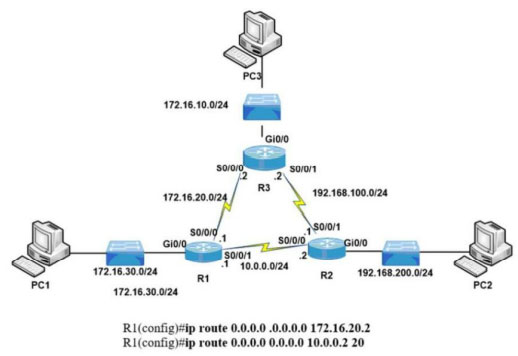 PC3
172.16.10.0/24
Gi0/0
S0/0/0 S0/0/1
.2 .2
R3
172.16.20.0/24 192.168.100.0/24
S0/0/0 .1 S0/0/1 .1
Gi0/0 S0/0/1 S0/0/0 Gi0/0
.1 10.0.0.0/24 .2
PC1 172.16.30.0/24 R1 R2 192.168.200.0/24 PC2
172.16.30.0/24
R1(config)#ip route 0.0.0.0 .0.0.0.0 172.16.20.2
R1(config)#ip route 0.0.0.0 0.0.0.0 10.0.0.2 20